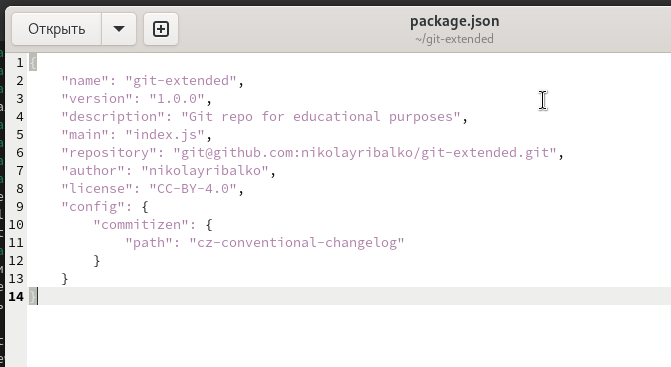 Открыть
package.json
~/git-extended
1 {
2 "name": "git-extended",
3 "version": "1.0.0",
4 "description": "Git repo for educational purposes",
5 "main": "index.js",
6 "repository": "git@github.com:nikolayribalko/git-extended.git",
7 "author": "nikolayribalko",
8 "license": "CC-BY-4.0",
9 "config": {
10 "commitizen": {
11 "path": "cz-conventional-changelog"
12 }
13 }
14 }